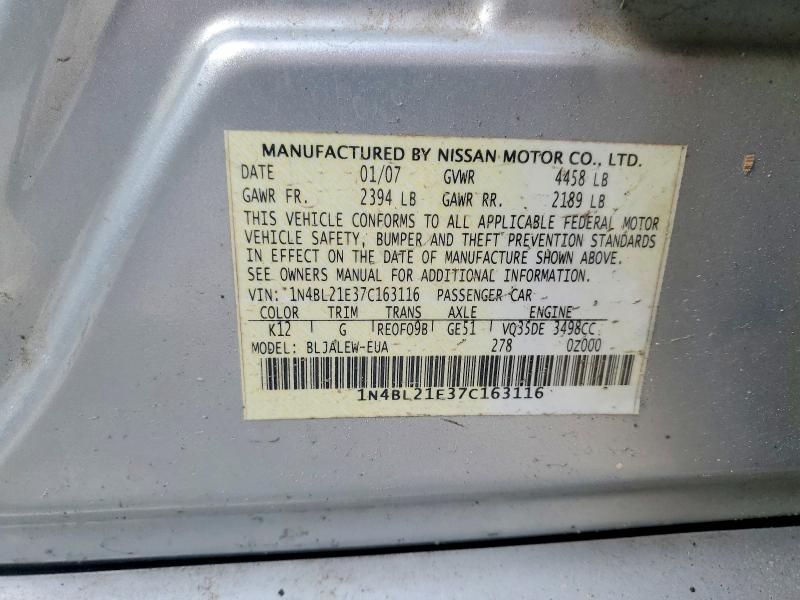 MANUFACTURED BY NISSAN MOTOR CO., LTD.
DATE 01/07 GVWR 4458 LB
GAWR FR. 2394 LB GAWR RR. 2189 LB
THIS VEHICLE CONFORMS TO ALL APPLICABLE FEDERAL MOTOR
VEHICLE SAFETY, BUMPER AND THEFT PREVENTION STANDARDS
IN EFFECT ON THE DATE OF MANUFACTURE SHOWN ABOVE.
SEE OWNERS MANUAL FOR ADDITIONAL INFORMATION.
VIN: 1N4BL21E37C163116 PASSENGER CAR
COLOR TRIM TRANS AXLE ENGINE
K12 G RE0F09B GE51 VQ35DE 3498CC
MODEL: BLJALEW-EUA 278 0Z000
1N4BL21E37C163116